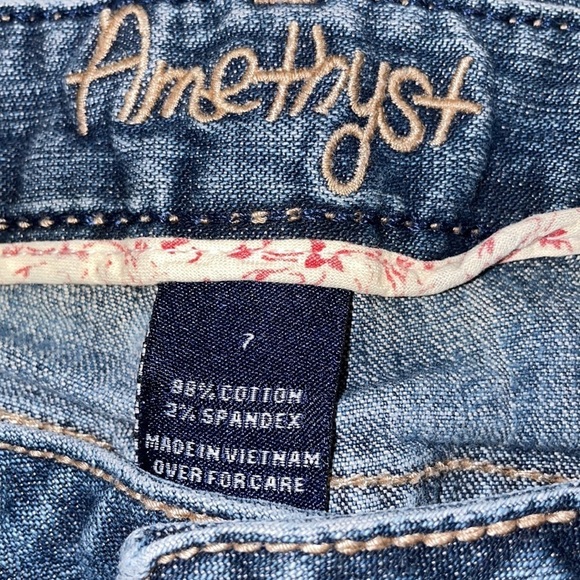 Amethyst
7
98% COTTON
2% SPANDEX
MADE IN VIETNAM
OVER FOR CARE